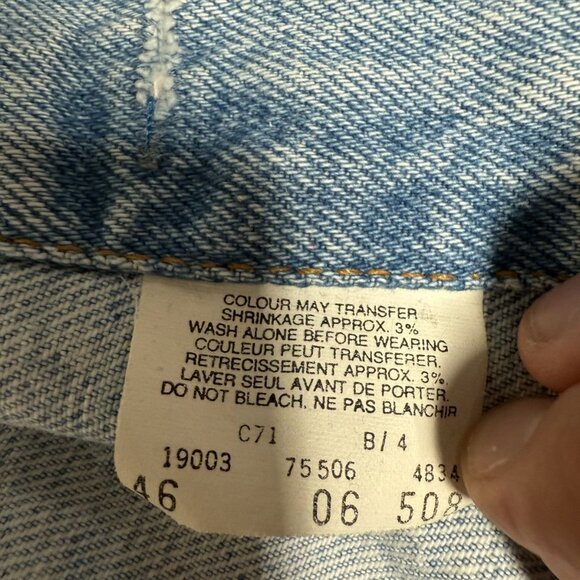 COLOUR MAY TRANSFER
SHRINKAGE APPROX. 3%
WASH ALONE BEFORE WEARING
COULEUR PEUT TRANSFERER.
RETRECISSEMENT APPROX. 3%.
LAVER SEUL AVANT DE PORTER.
DO NOT BLEACH. NE PAS BLANCHIR
C71 B/4
19003 75506 4834
46 06 508